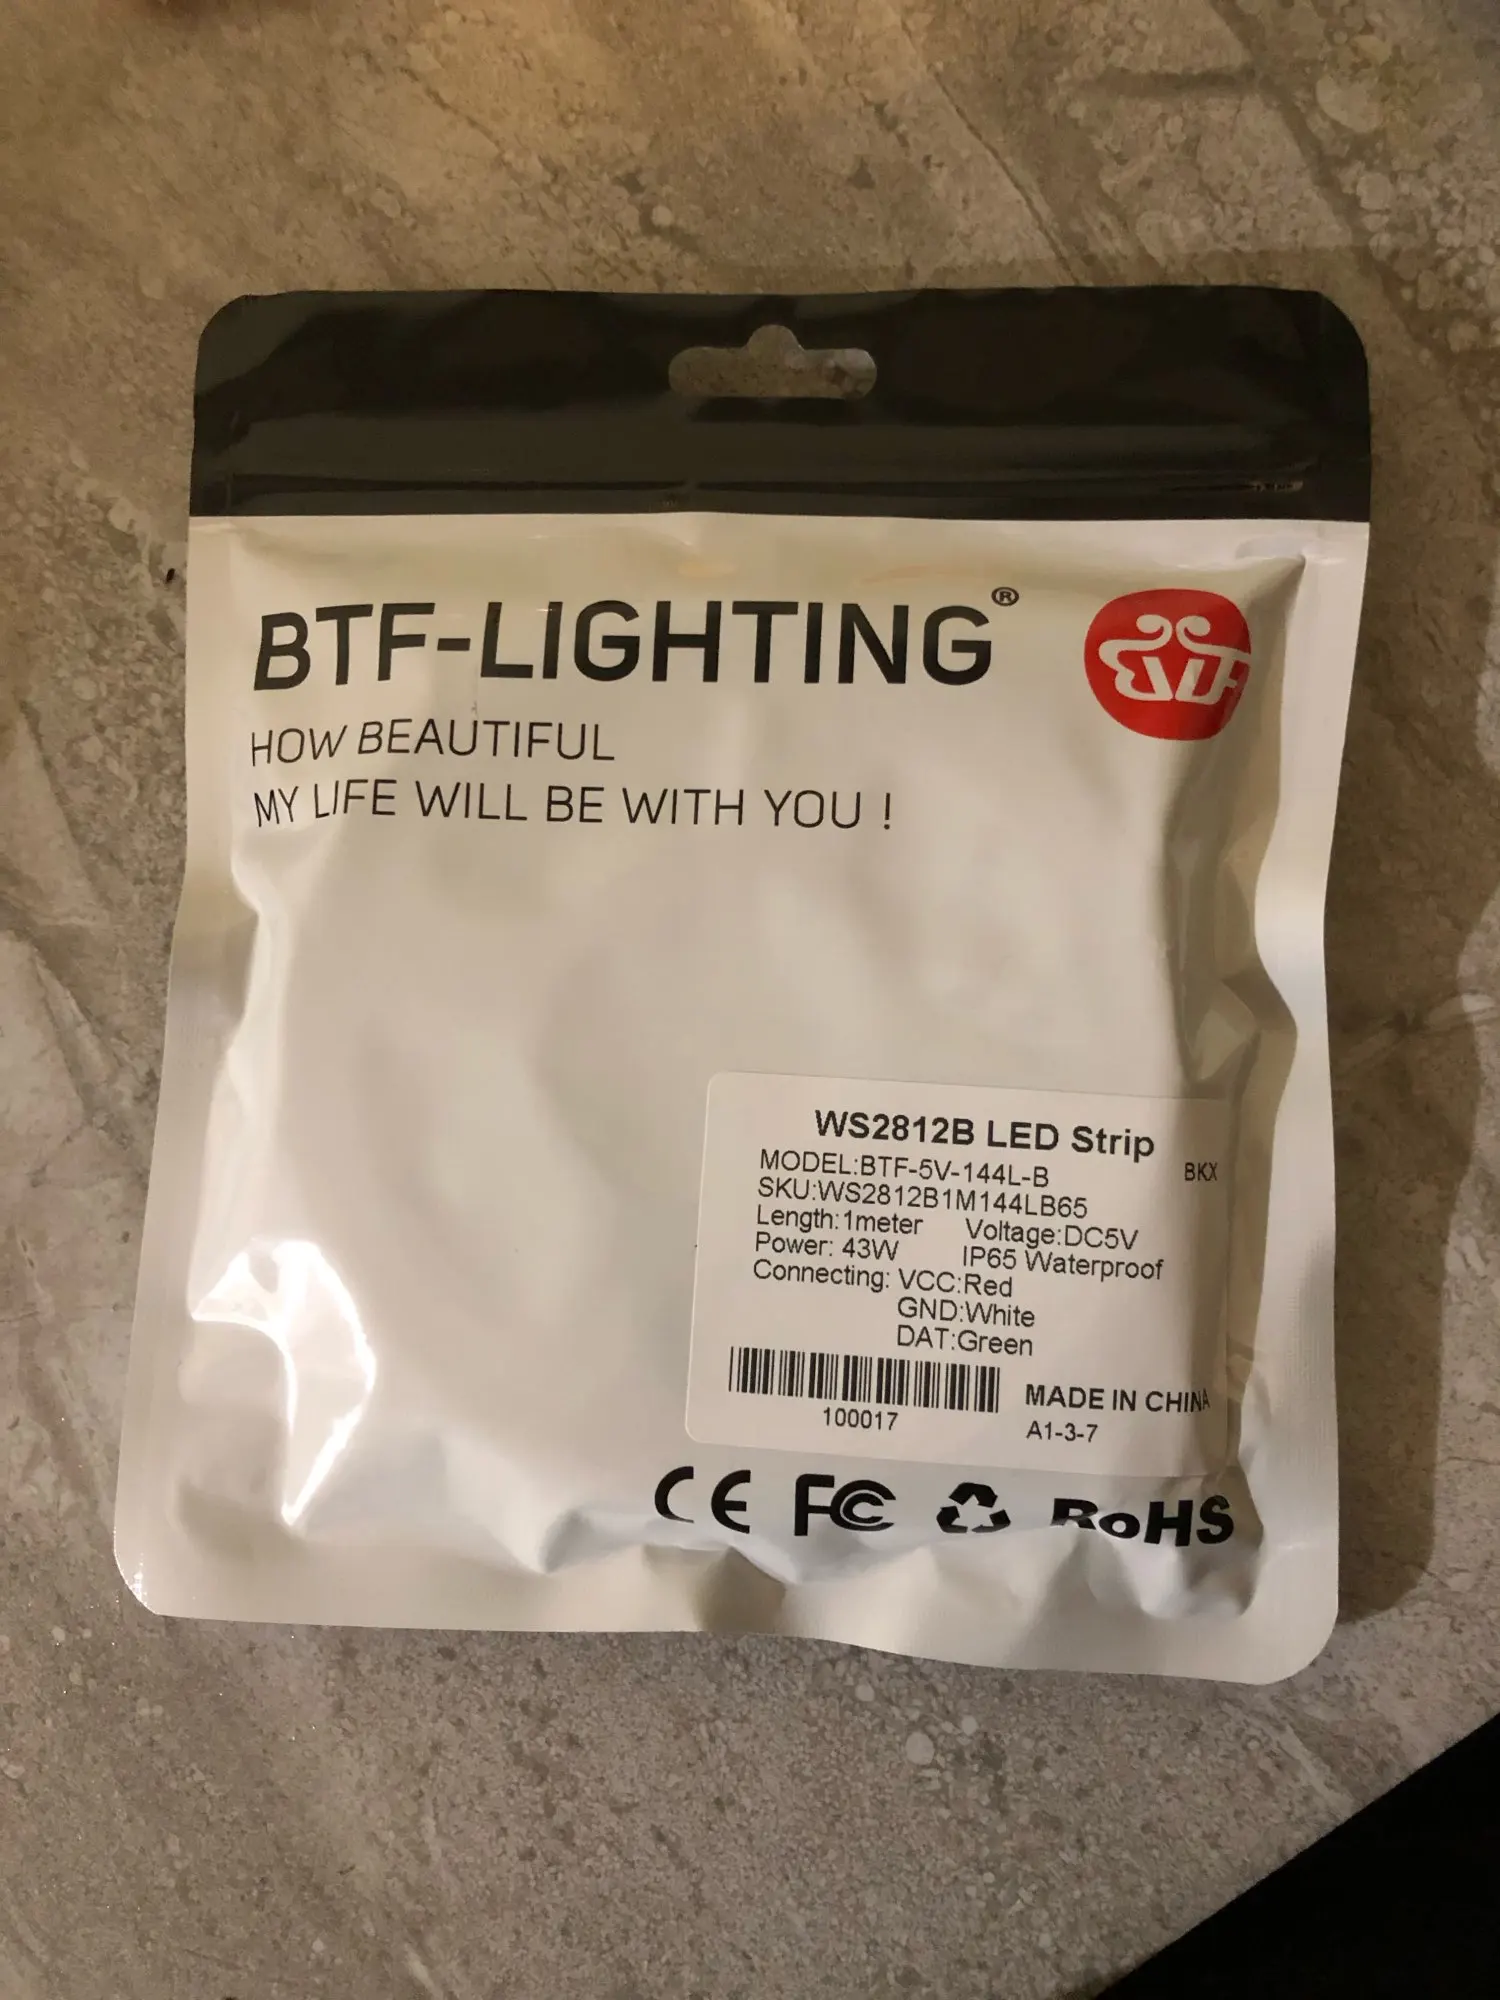 BTF-LIGHTING®
HOW BEAUTIFUL
MY LIFE WILL BE WITH YOU !
WS2812B LED Strip
MODEL:BTF-5V-144L-B BKX
SKU:WS2812B1M144LB65
Length:1meter Voltage:DC5V
Power: 43W IP65 Waterproof
Connecting: VCC:Red
GND:White
DAT:Green
100017
MADE IN CHINA
A1-3-7
CE FC RoHS